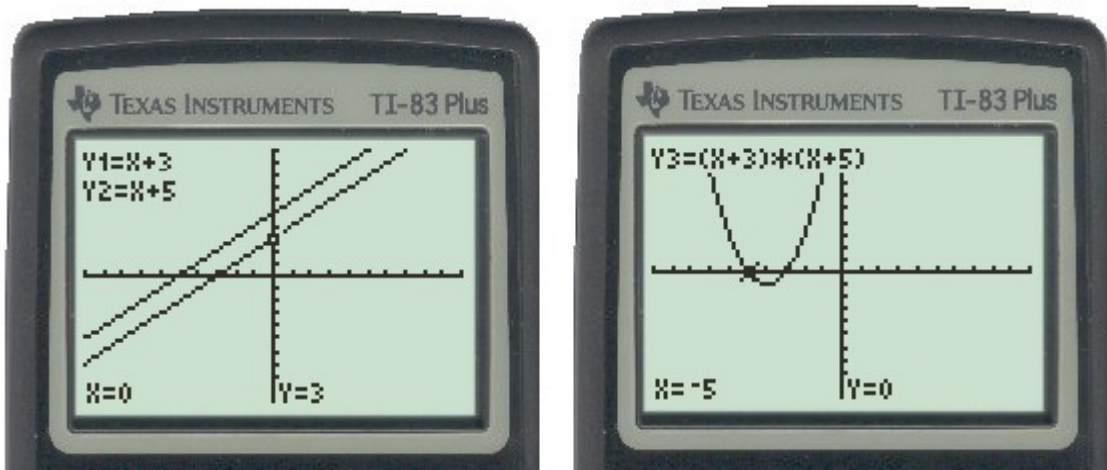 TEXAS INSTRUMENTS TI-83 Plus
Y1=X+3
Y2=X+5
X=0 Y=3
TEXAS INSTRUMENTS TI-83 Plus
Y3=(X+3)*(X+5)
X=-5 Y=0